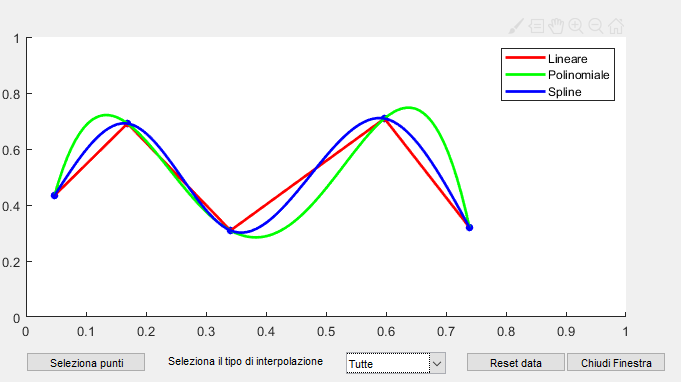 1
Lineare
Polinomiale
Spline
0.8
0.6
0.4
0.2
0
0 0.1 0.2 0.3 0.4 0.5 0.6 0.7 0.8 0.9 1
Seleziona punti Seleziona il tipo di interpolazione Tutte Reset data Chiudi Finestra